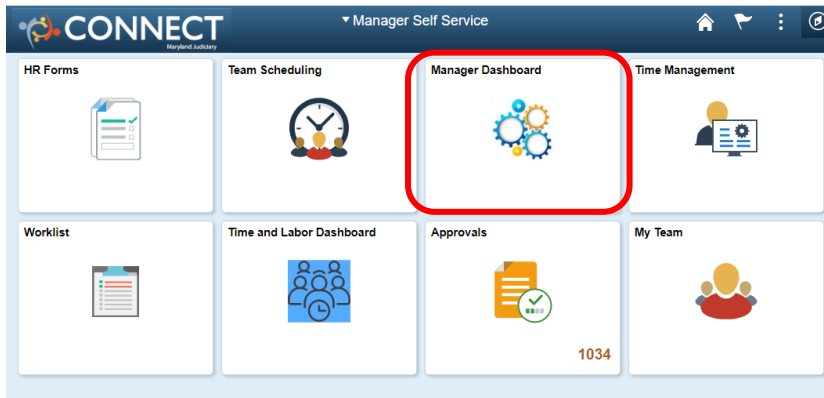 CONNECT
Maryland Judiciary
Manager Self Service
HR Forms
Team Scheduling
Manager Dashboard
Time Management
Worklist
Time and Labor Dashboard
Approvals
My Team
1034